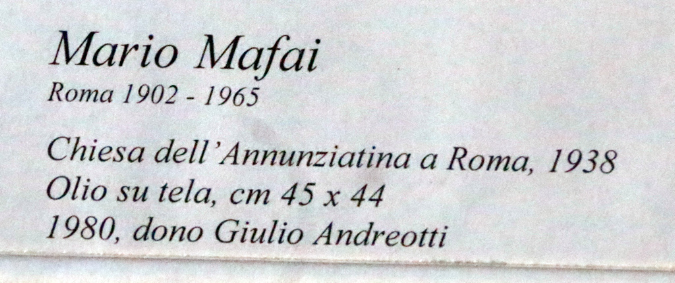 Mario Mafai
Roma 1902 - 1965
Chiesa dell'Annunziatina a Roma, 1938
Olio su tela, cm 45 x 44
1980, dono Giulio Andreotti